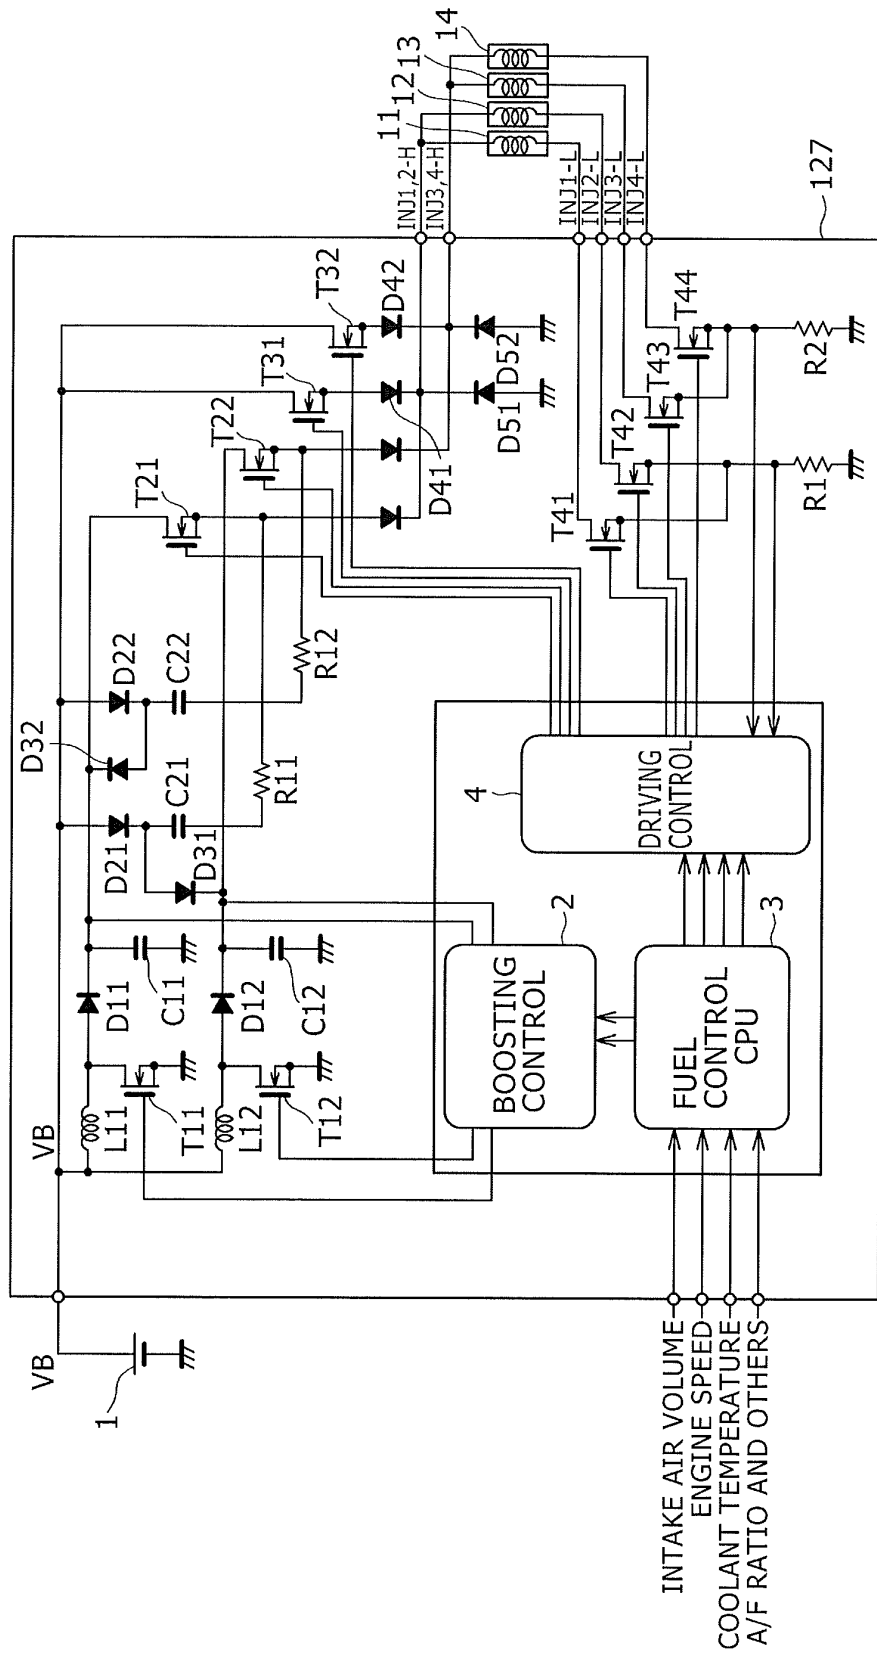 VB
1
VB
L11
T11
L12
T12
D11
C11
D12
C12
D21
C21
D31
R11
D32
D22
C22
R12
T21
T22
T31
T32
D41
D42
D51
D52
INJ1,2-H
INJ3,4-H
11
12
13
14
INJ1-L
INJ2-L
INJ3-L
INJ4-L
127
T41
T42
T43
T44
R1
R2
BOOSTING
CONTROL
2
FUEL
CONTROL
CPU
3
DRIVING
CONTROL
4
INTAKE AIR VOLUME
ENGINE SPEED
COOLANT TEMPERATURE
A/F RATIO AND OTHERS